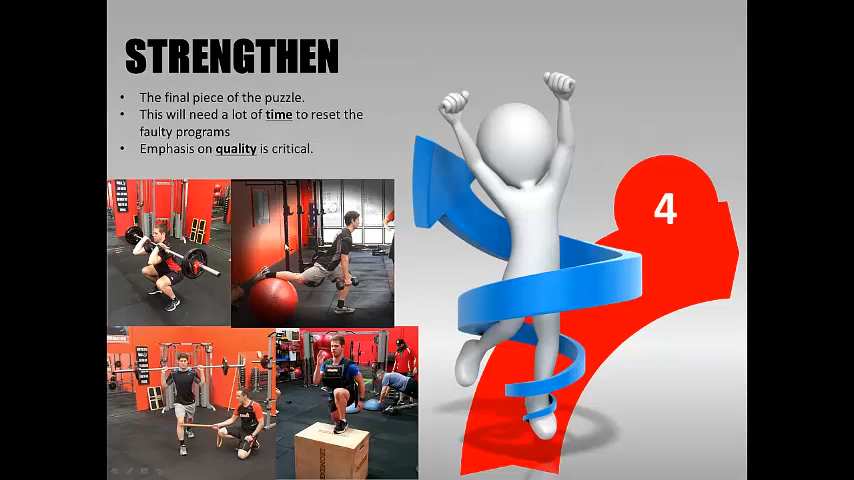 STRENGTHEN
• The final piece of the puzzle.
• This will need a lot of time to reset the
faulty programs
• Emphasis on quality is critical.
4